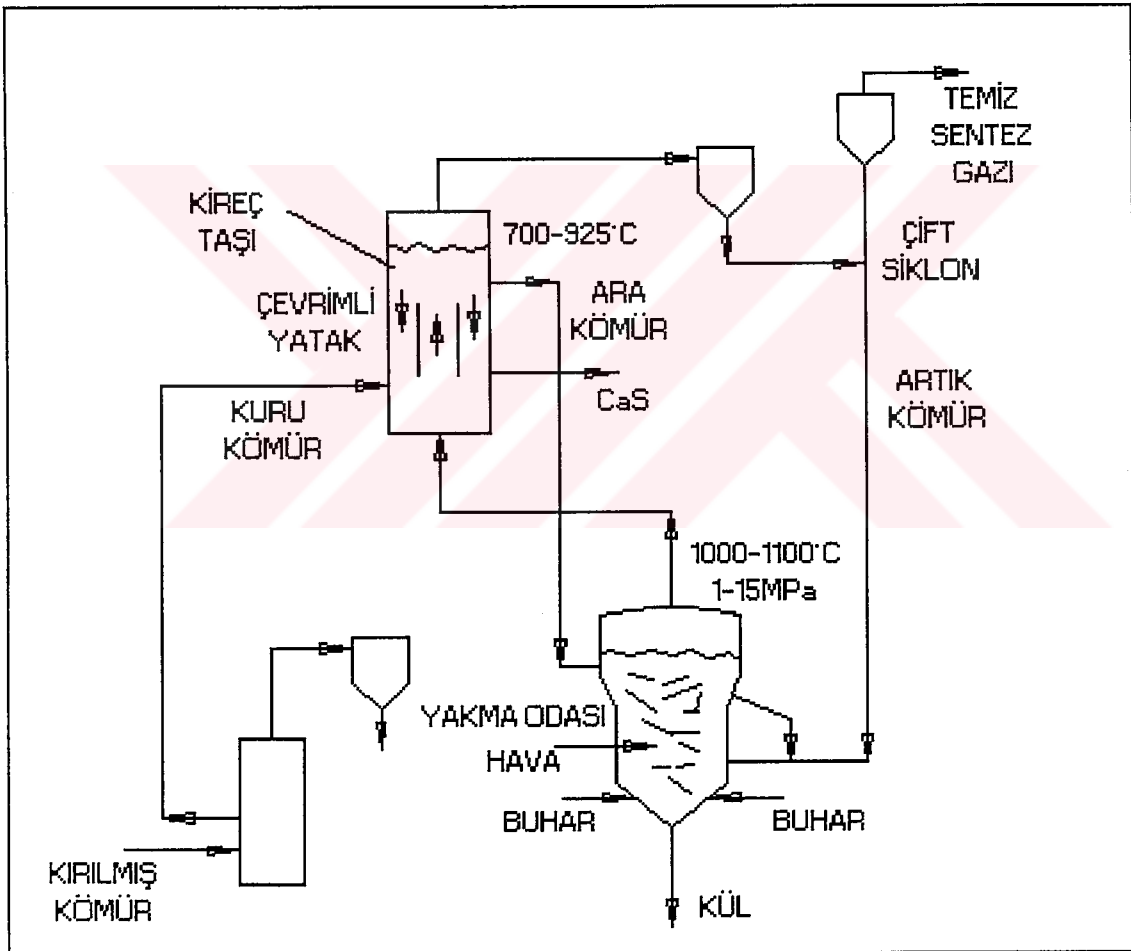 TEMİZ
SENTEZ
GAZI
KİREÇ
TAŞI
700-925°C
ÇİFT
SİKLON
ÇEVRİMLİ
YATAK
ARA
KÖMÜR
CaS
ARTIK
KÖMÜR
KURU
KÖMÜR
1000-1100°C
1-15MPa
YAKMA ODASI
HAVA
BUHAR
BUHAR
KIRILMIŞ
KÖMÜR
KÜL